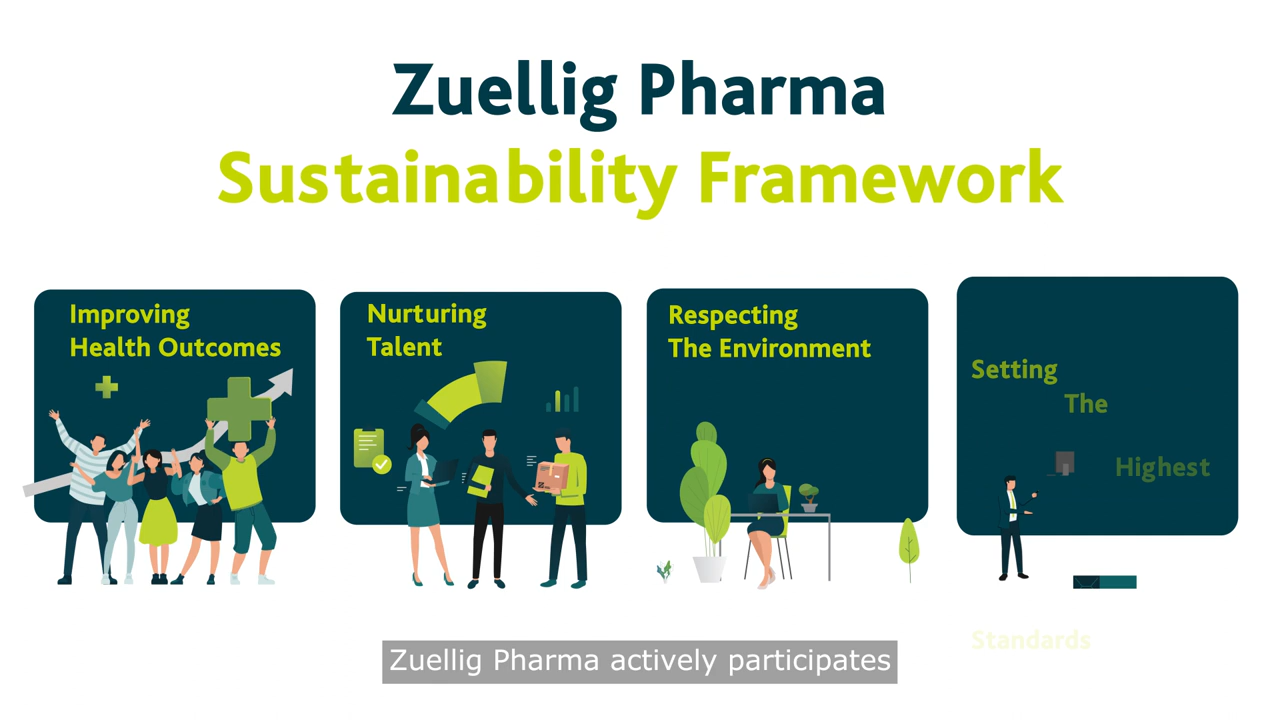 Zuellig Pharma
Sustainability Framework
Improving
Health Outcomes
Nurturing
Talent
Respecting
The Environment
Setting
The
Highest
Standards
Zuellig Pharma actively participates